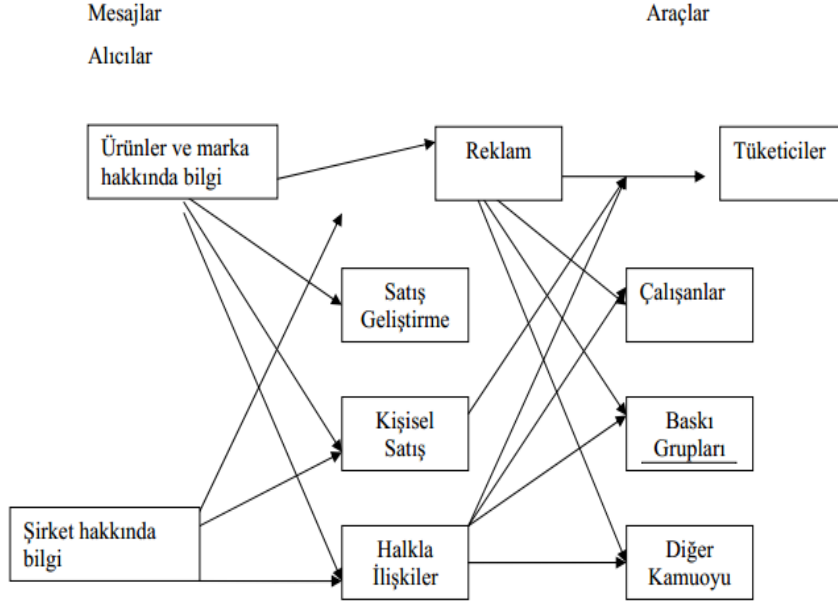 Mesajlar
Araçlar
Alıcılar
Ürünler ve marka
hakkında bilgi
Reklam
Tüketiciler
Satış
Geliştirme
Çalışanlar
Kişisel
Satış
Baskı
Grupları
Şirket hakkında
bilgi
Halkla
İlişkiler
Diğer
Kamuoyu